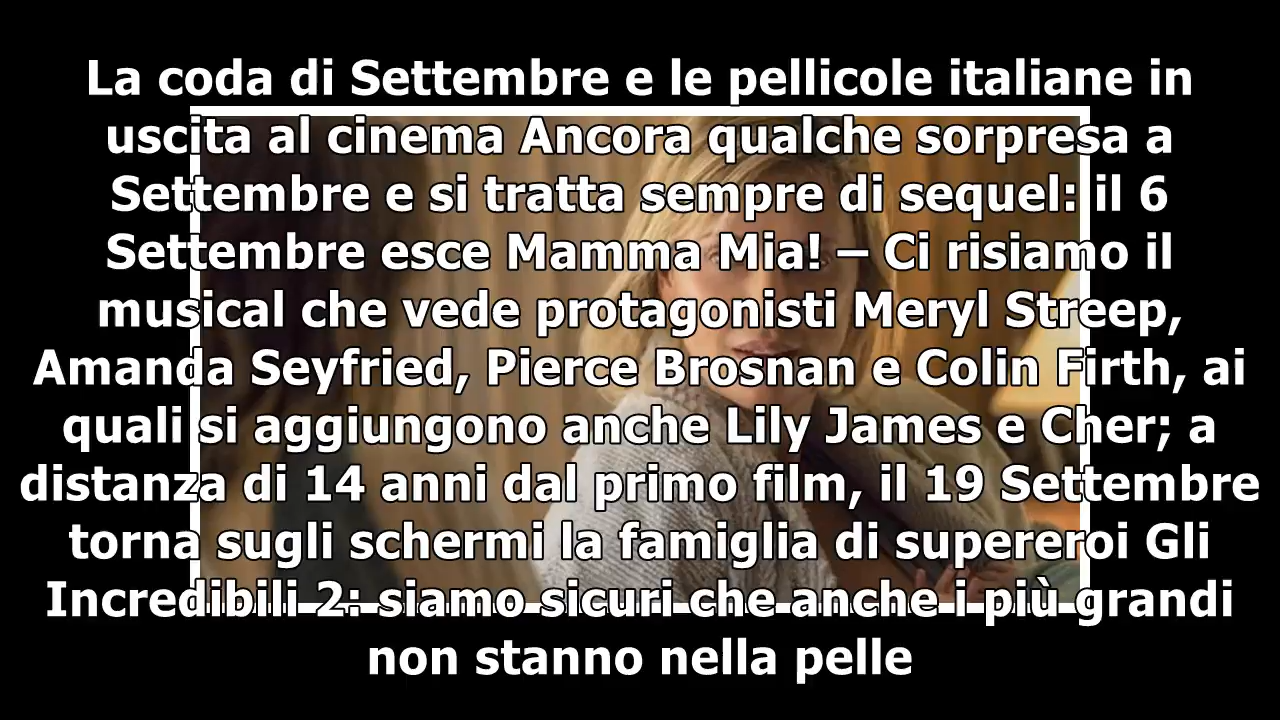 La coda di Settembre e le pellicole italiane in
uscita al cinema Ancora qualche sorpresa a
Settembre e si tratta sempre di sequel: il 6
Settembre esce Mamma Mia! – Ci risiamo il
musical che vede protagonisti Meryl Streep,
Amanda Seyfried, Pierce Brosnan e Colin Firth, ai
quali si aggiungono anche Lily James e Cher; a
distanza di 14 anni dal primo film, il 19 Settembre
torna sugli schermi la famiglia di supereroi Gli
Incredibili 2: siamo sicuri che anche i più grandi
non stanno nella pelle